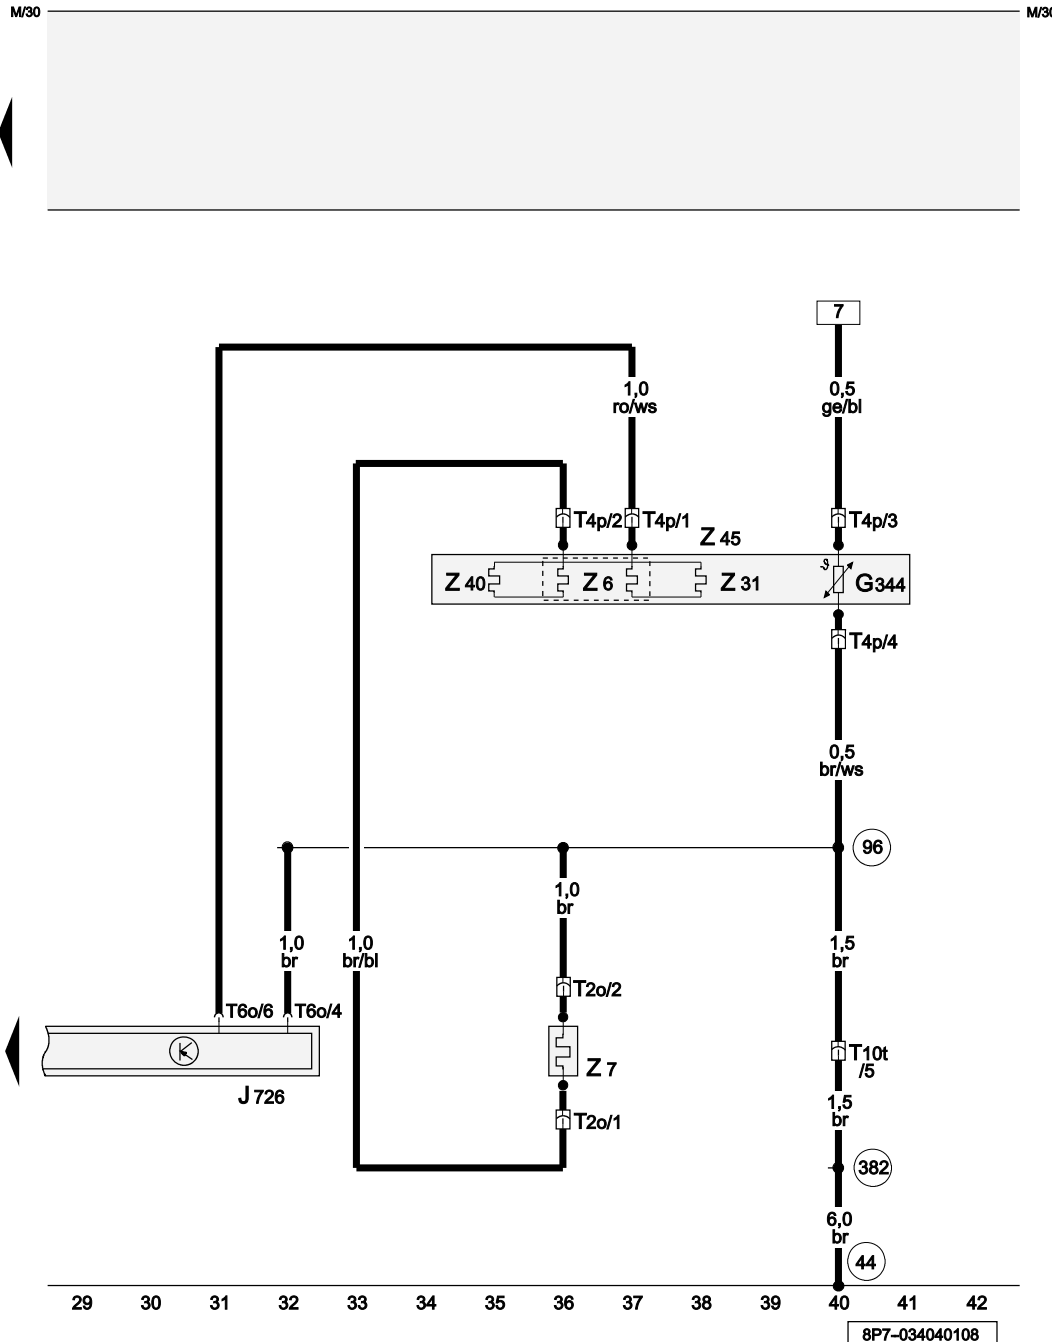 M/30 M/30
7
1,0
ro/ws
0,5
ge/bl
T4p/2 T4p/1 T4p/3
Z 45
Z 40 Z 6 Z 31 ϑ G344
T4p/4
0,5
br/ws
96
1,0
br
1,0
br
1,0
br/bl
1,5
br
T2o/2
T6o/6 T6o/4
T10t
/5
Z 7
J 726
1,5
br
T2o/1
382
6,0
br
44
29 30 31 32 33 34 35 36 37 38 39 40 41 42
8P7-034040108